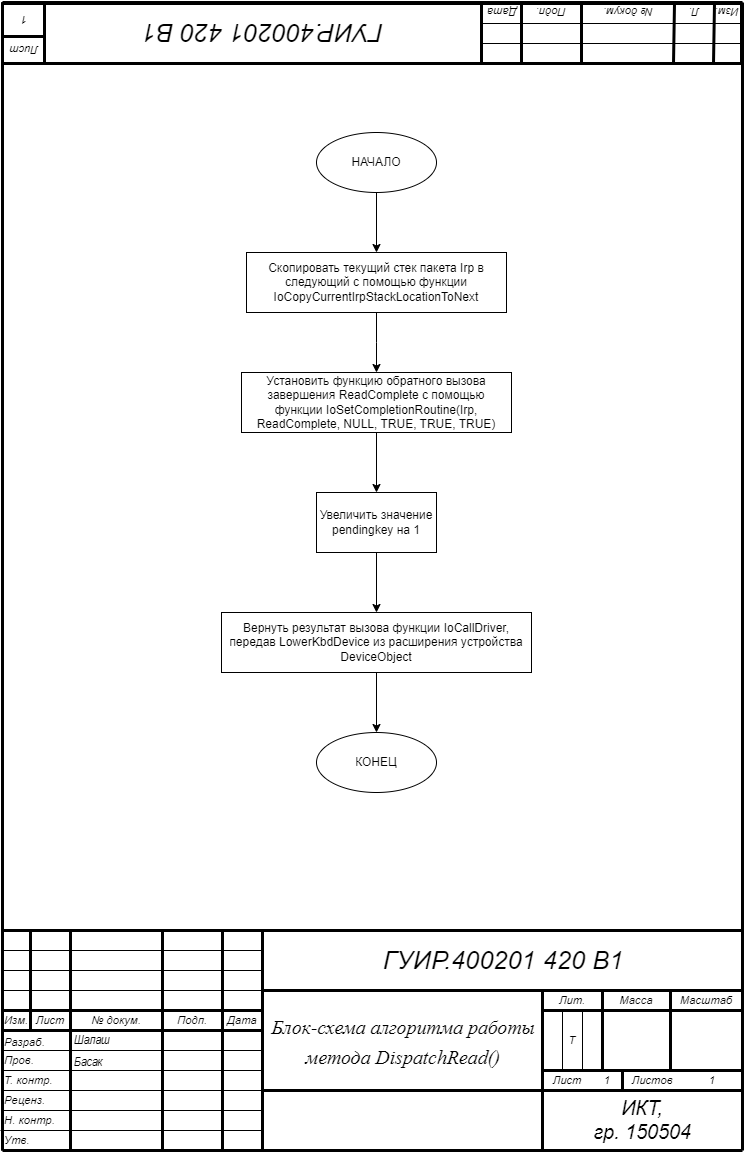 1
Лист
ГУИР.400201 420 В1
Дата
Подп.
№ докум.
Л.
Изм.
НАЧАЛО
Скопировать текущий стек пакета Irp в
следующий с помощью функции
IoCopyCurrentIrpStackLocationToNext
Установить функцию обратного вызова
завершения ReadComplete с помощью
функции IoSetCompletionRoutine(Irp,
ReadComplete, NULL, TRUE, TRUE, TRUE)
Увеличить значение
pendingkey на 1
Вернуть результат вызова функции IoCallDriver,
передав LowerKbdDevice из расширения устройства
DeviceObject
КОНЕЦ
ГУИР.400201 420 В1
Изм. Лист № докум. Подп. Дата
Разраб. Шалаш
Пров. Басак
Т. контр.
Реценз.
Н. контр.
Утв.
Блок-схема алгоритма работы
метода DispatchRead()
Лит. Масса Масштаб
Т
Лист 1 Листов 1
ИКТ,
гр. 150504